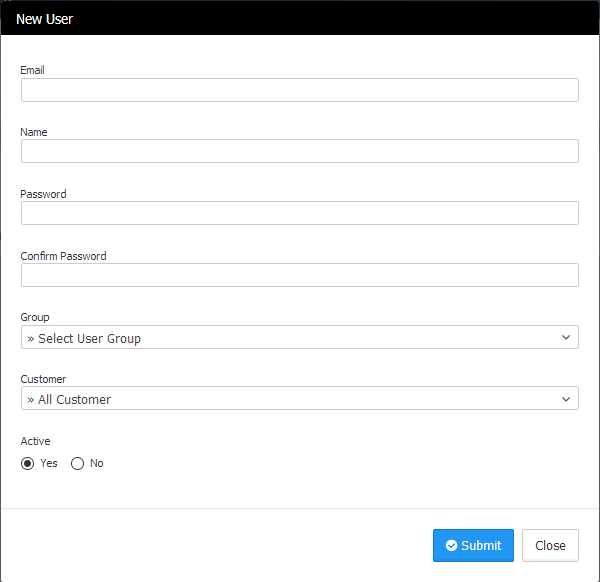 New User
Email
Name
Password
Confirm Password
Group
» Select User Group
Customer
» All Customer
Active
Yes No
Submit Close